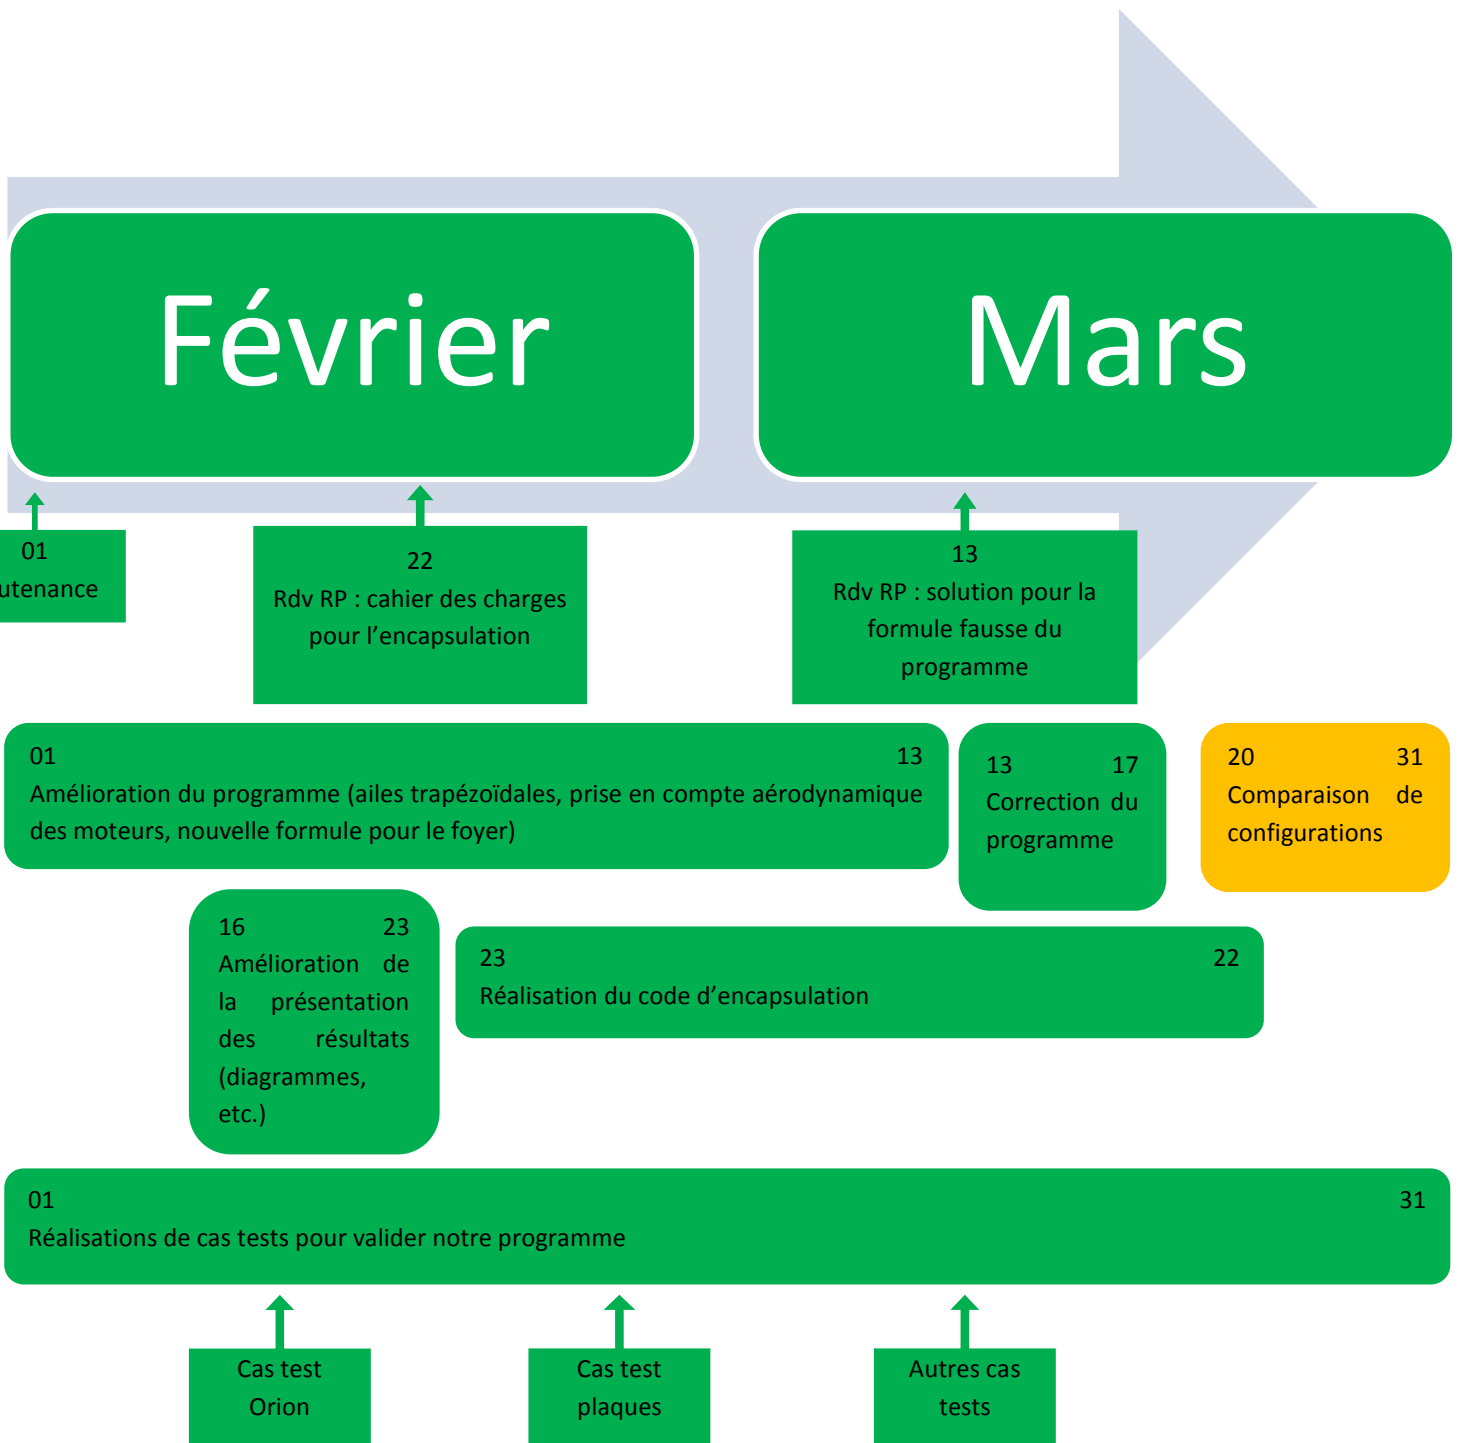 Février
Mars
01
22
Rdv RP : cahier des charges
pour l’encapsulation
13
Rdv RP : solution pour la
formule fausse du
programme
01 13
Amélioration du programme (ailes trapézoïdales, prise en compte aérodynamique
des moteurs, nouvelle formule pour le foyer)
13 17
Correction du
programme
20 31
Comparaison de
configurations
16 23
Amélioration de
la présentation
des résultats
(diagrammes,
etc.)
23 22
Réalisation du code d’encapsulation
01 31
Réalisations de cas tests pour valider notre programme
Cas test
Orion
Cas test
plaques
Autres cas
tests